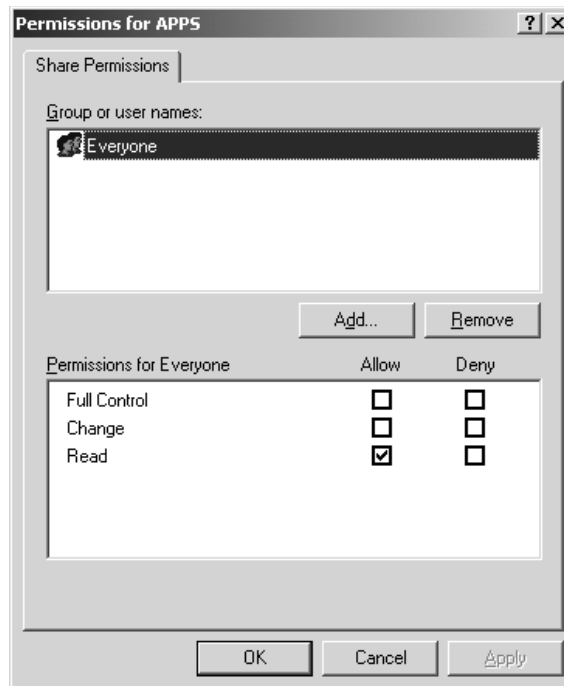 Permissions for APPS
Share Permissions
Group or user names:
Everyone
Add... Remove
Permissions for Everyone Allow Deny
Full Control
Change
Read
OK Cancel Apply